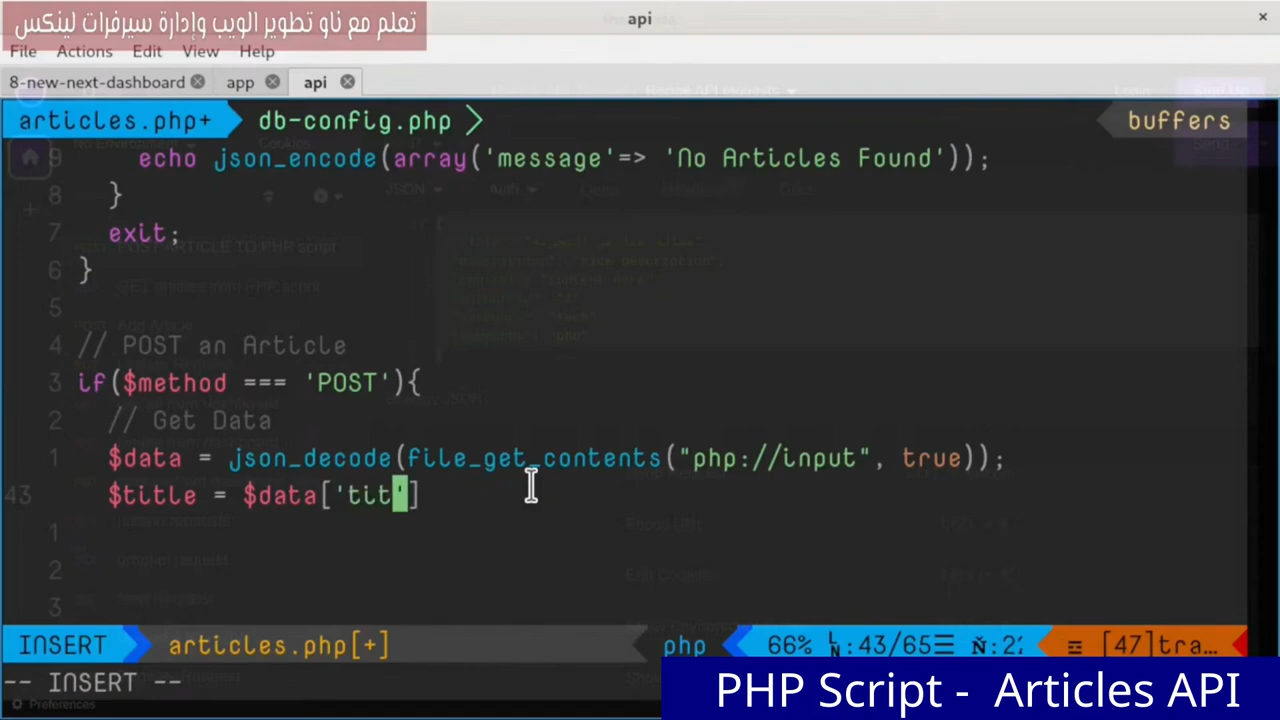 تعلم مع ناو تطوير الويب وإدارة سيرفرات لينكس
api
File Actions Edit View Help
8-new-next-dashboard app api
articles.php+ db-config.php buffers
9 echo json_encode(array('message'=> 'No Articles Found'));
8 }
7 exit;
6 }
5
4 // POST an Article
3 if($method === 'POST'){
2 // Get Data
1 $data = json_decode(file_get_contents("php://input", true));
43 $title = $data['tit']
1
2
3
INSERT articles.php[+] php 66% :43/65 [47]tra…
-- INSERT --
Preferences
PHP Script - Articles API